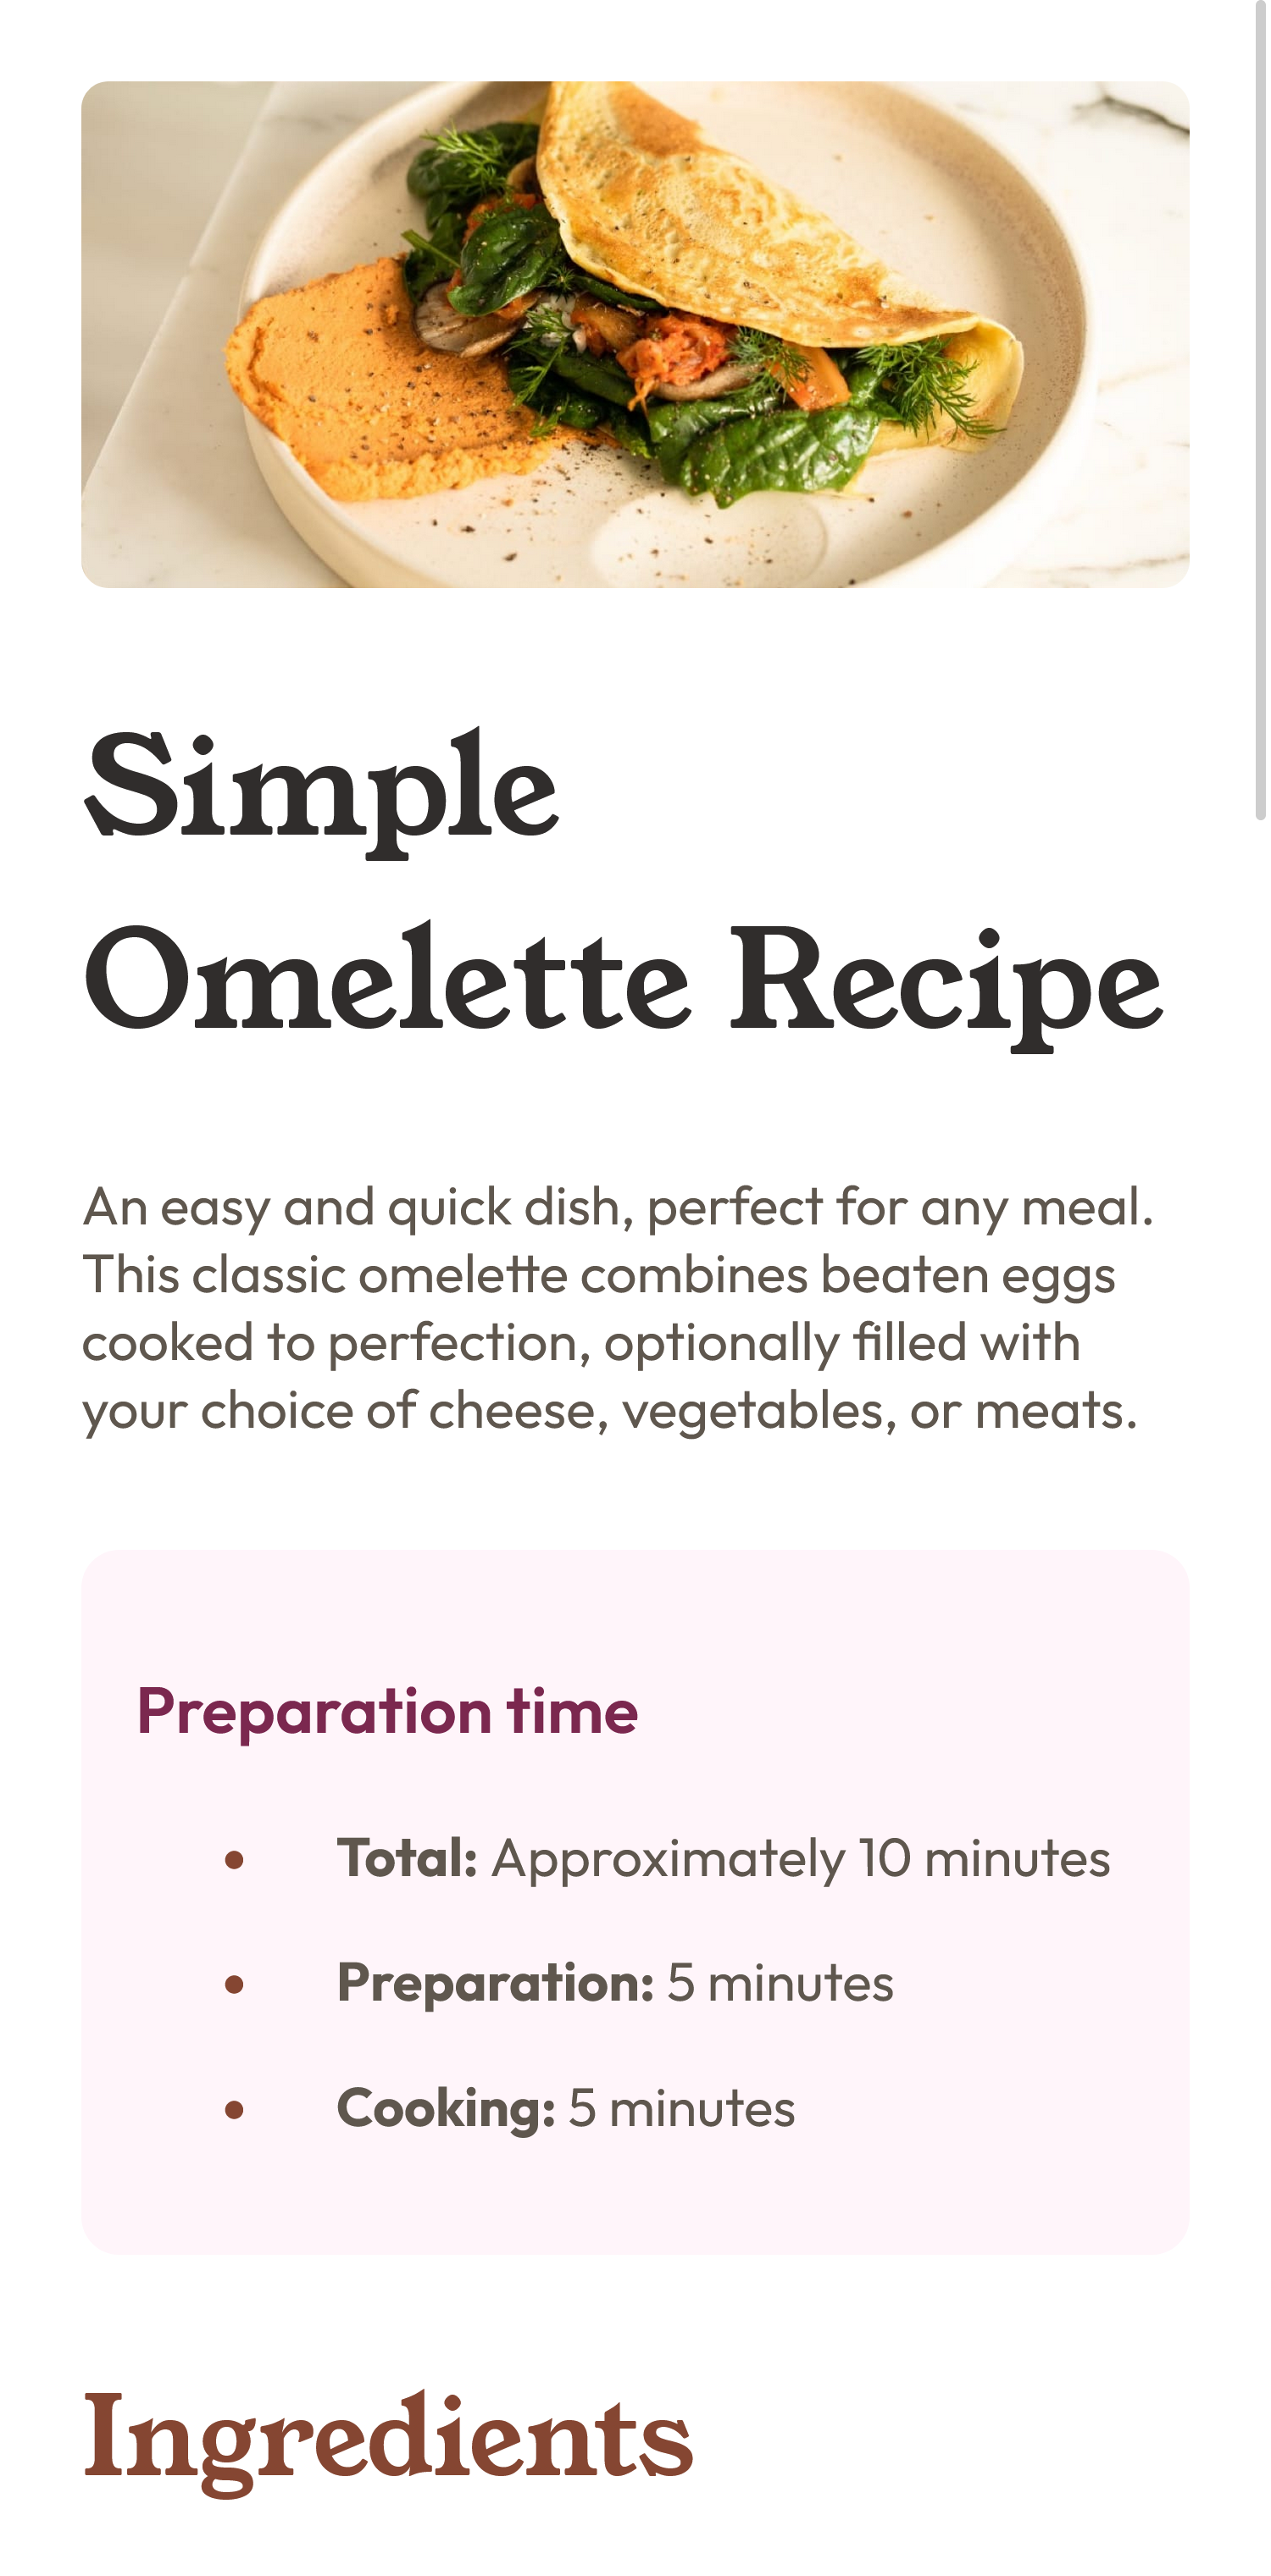 Simple
Omelette Recipe
An easy and quick dish, perfect for any meal.
This classic omelette combines beaten eggs
cooked to perfection, optionally filled with
your choice of cheese, vegetables, or meats.
Preparation time
• Total: Approximately 10 minutes
• Preparation: 5 minutes
• Cooking: 5 minutes
Ingredients